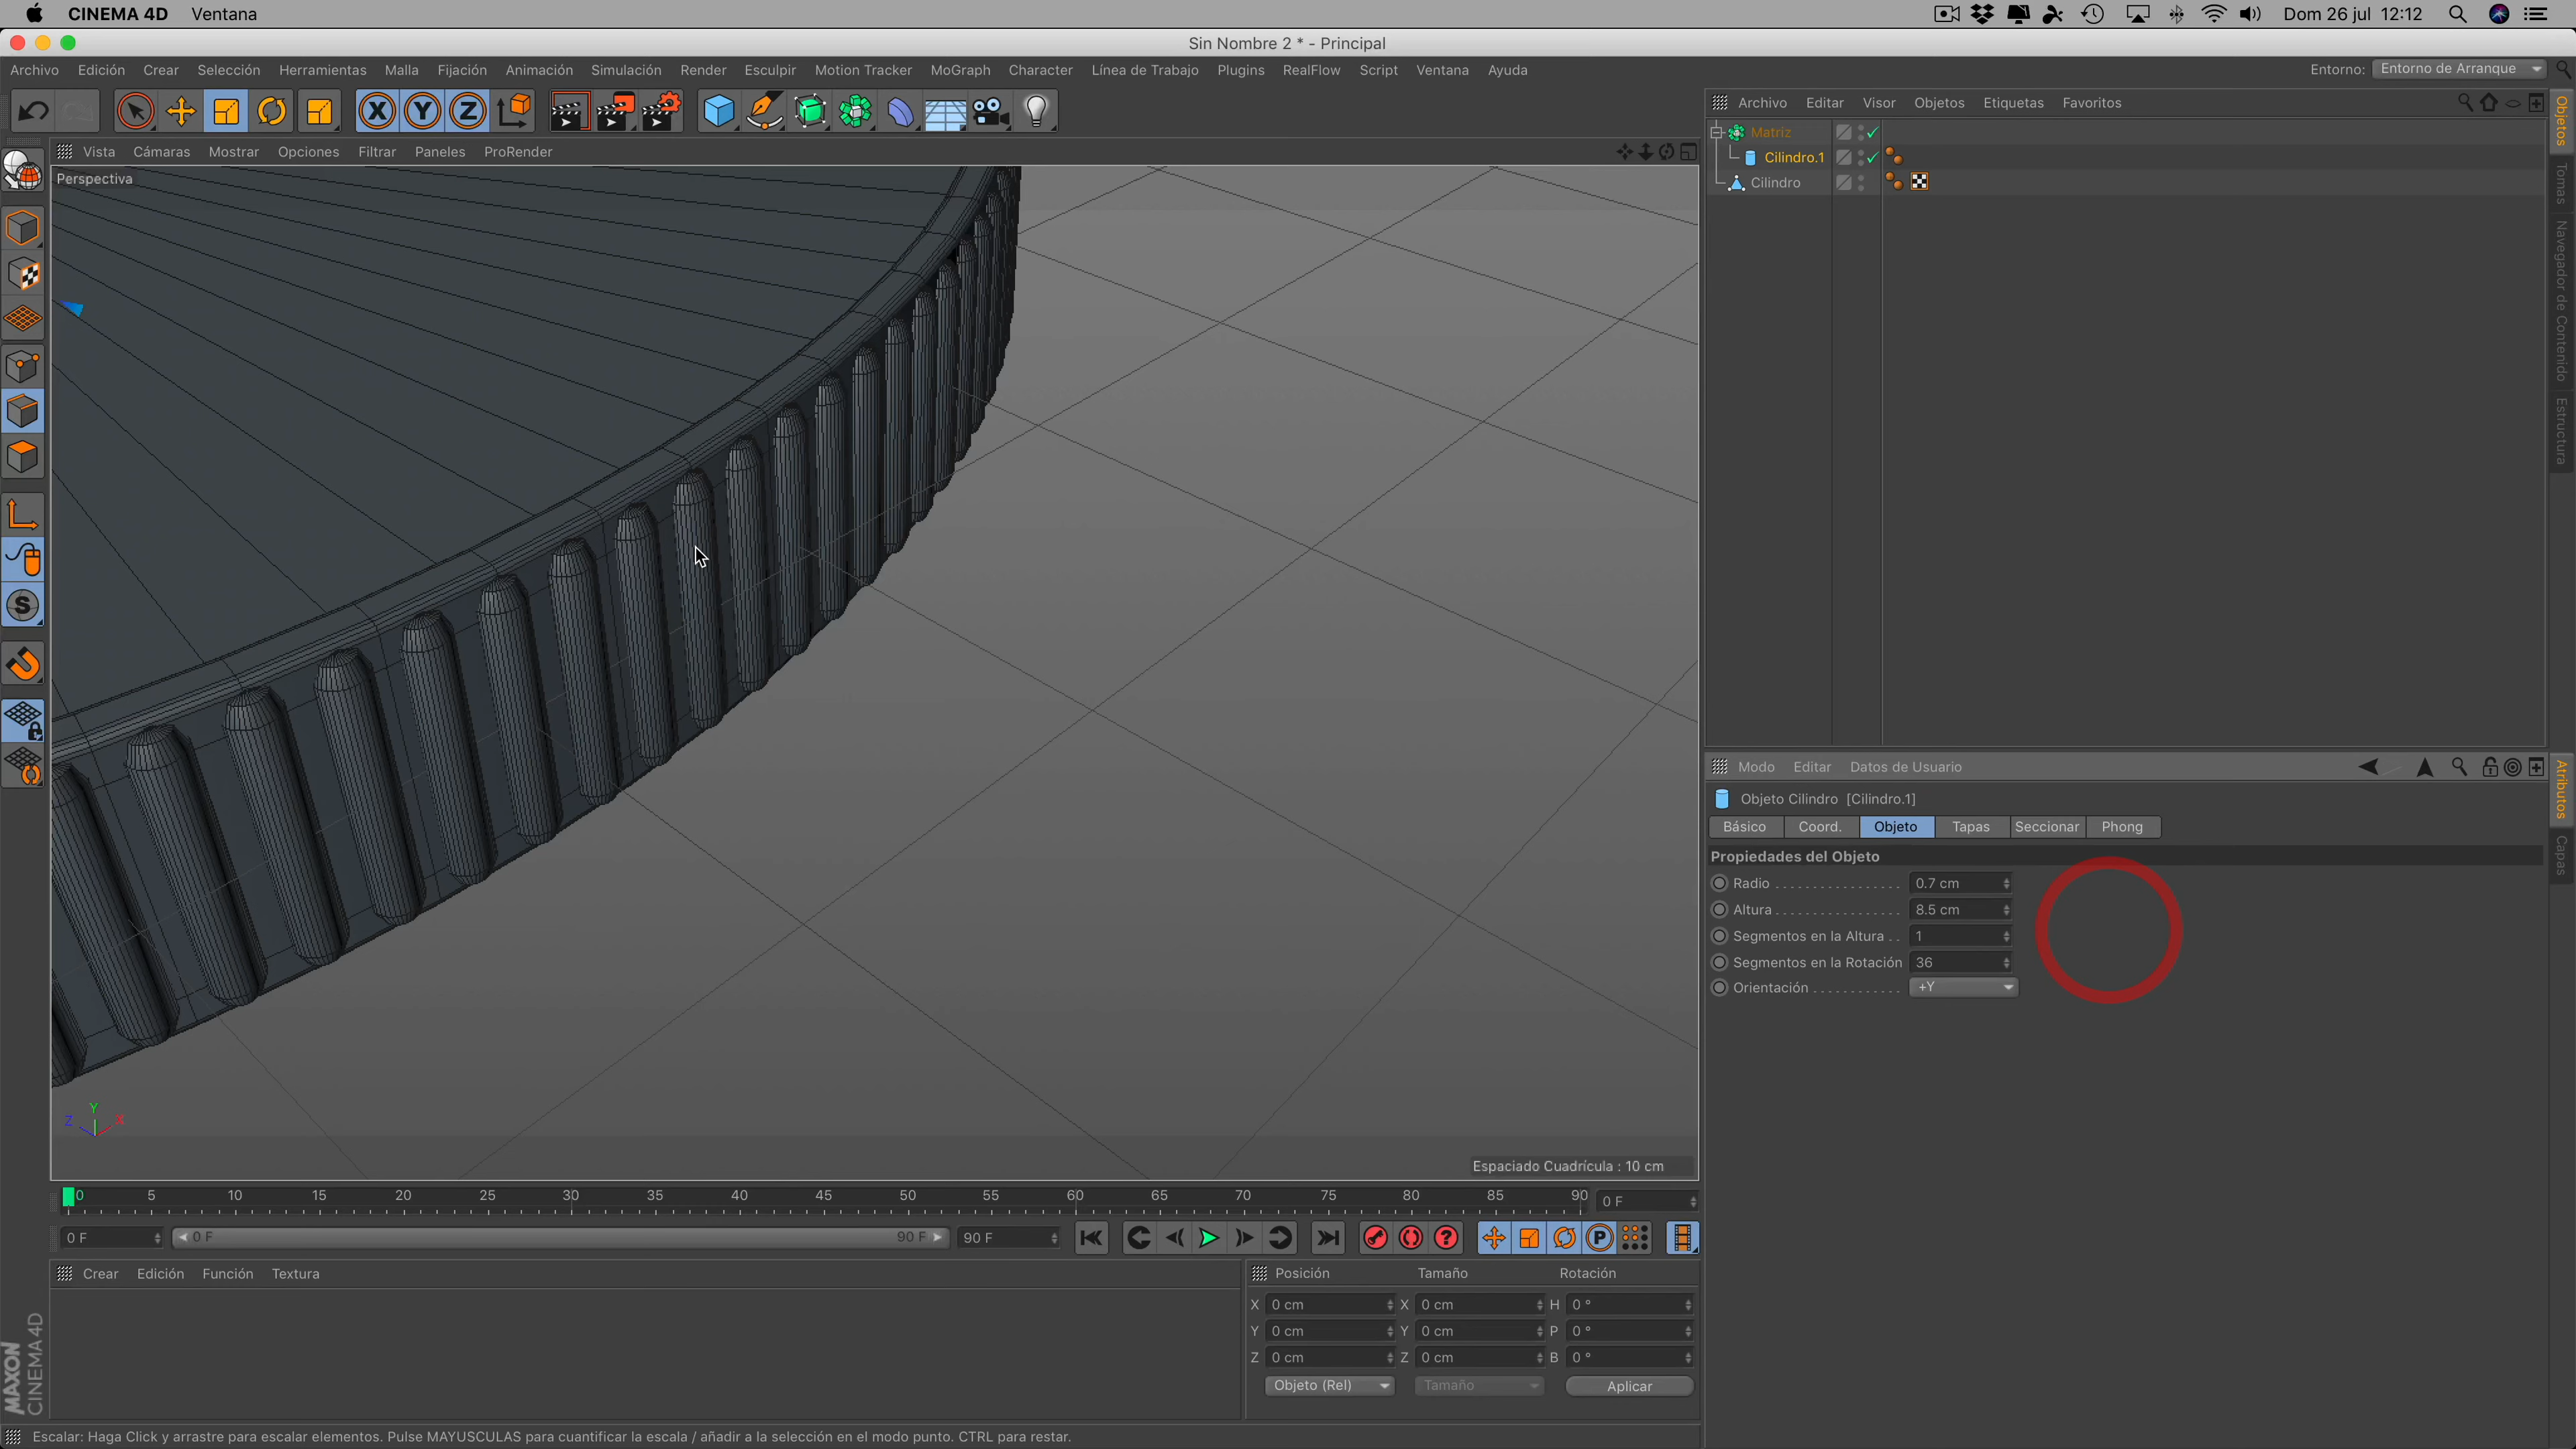 CINEMA 4D Ventana Dom 26 jul 12:12
Sin Nombre 2 * - Principal
Archivo Edición Crear Selección Herramientas Malla Fijación Animación Simulación Render Esculpir Motion Tracker MoGraph Character Línea de Trabajo Plugins RealFlow Script Ventana Ayuda Entorno: Entorno de Arranque
X Y Z
Archivo Editar Visor Objetos Etiquetas Favoritos
Vista Cámaras Mostrar Opciones Filtrar Paneles ProRender
Perspectiva
Matriz
Cilindro.1
Cilindro
Objetos
Tomas
Navegador de Contenido
Estructura
S
Modo Editar Datos de Usuario
Objeto Cilindro [Cilindro.1]
Básico Coord. Objeto Tapas Seccionar Phong
Propiedades del Objeto
Radio 0.7 cm
Altura 8.5 cm
Segmentos en la Altura 1
Segmentos en la Rotación 36
Orientación +Y
Atributos
Capas
Y
Z X
Espaciado Cuadrícula : 10 cm
0 5 10 15 20 25 30 35 40 45 50 55 60 65 70 75 80 85 90 0 F
0 F 0 F 90 F 90 F ? P
Crear Edición Función Textura
Posición Tamaño Rotación
X 0 cm X 0 cm H 0 °
Y 0 cm Y 0 cm P 0 °
Z 0 cm Z 0 cm B 0 °
Objeto (Rel) Tamaño Aplicar
MAXON
CINEMA 4D
Escalar: Haga Click y arrastre para escalar elementos. Pulse MAYUSCULAS para cuantificar la escala / añadir a la selección en el modo punto. CTRL para restar.